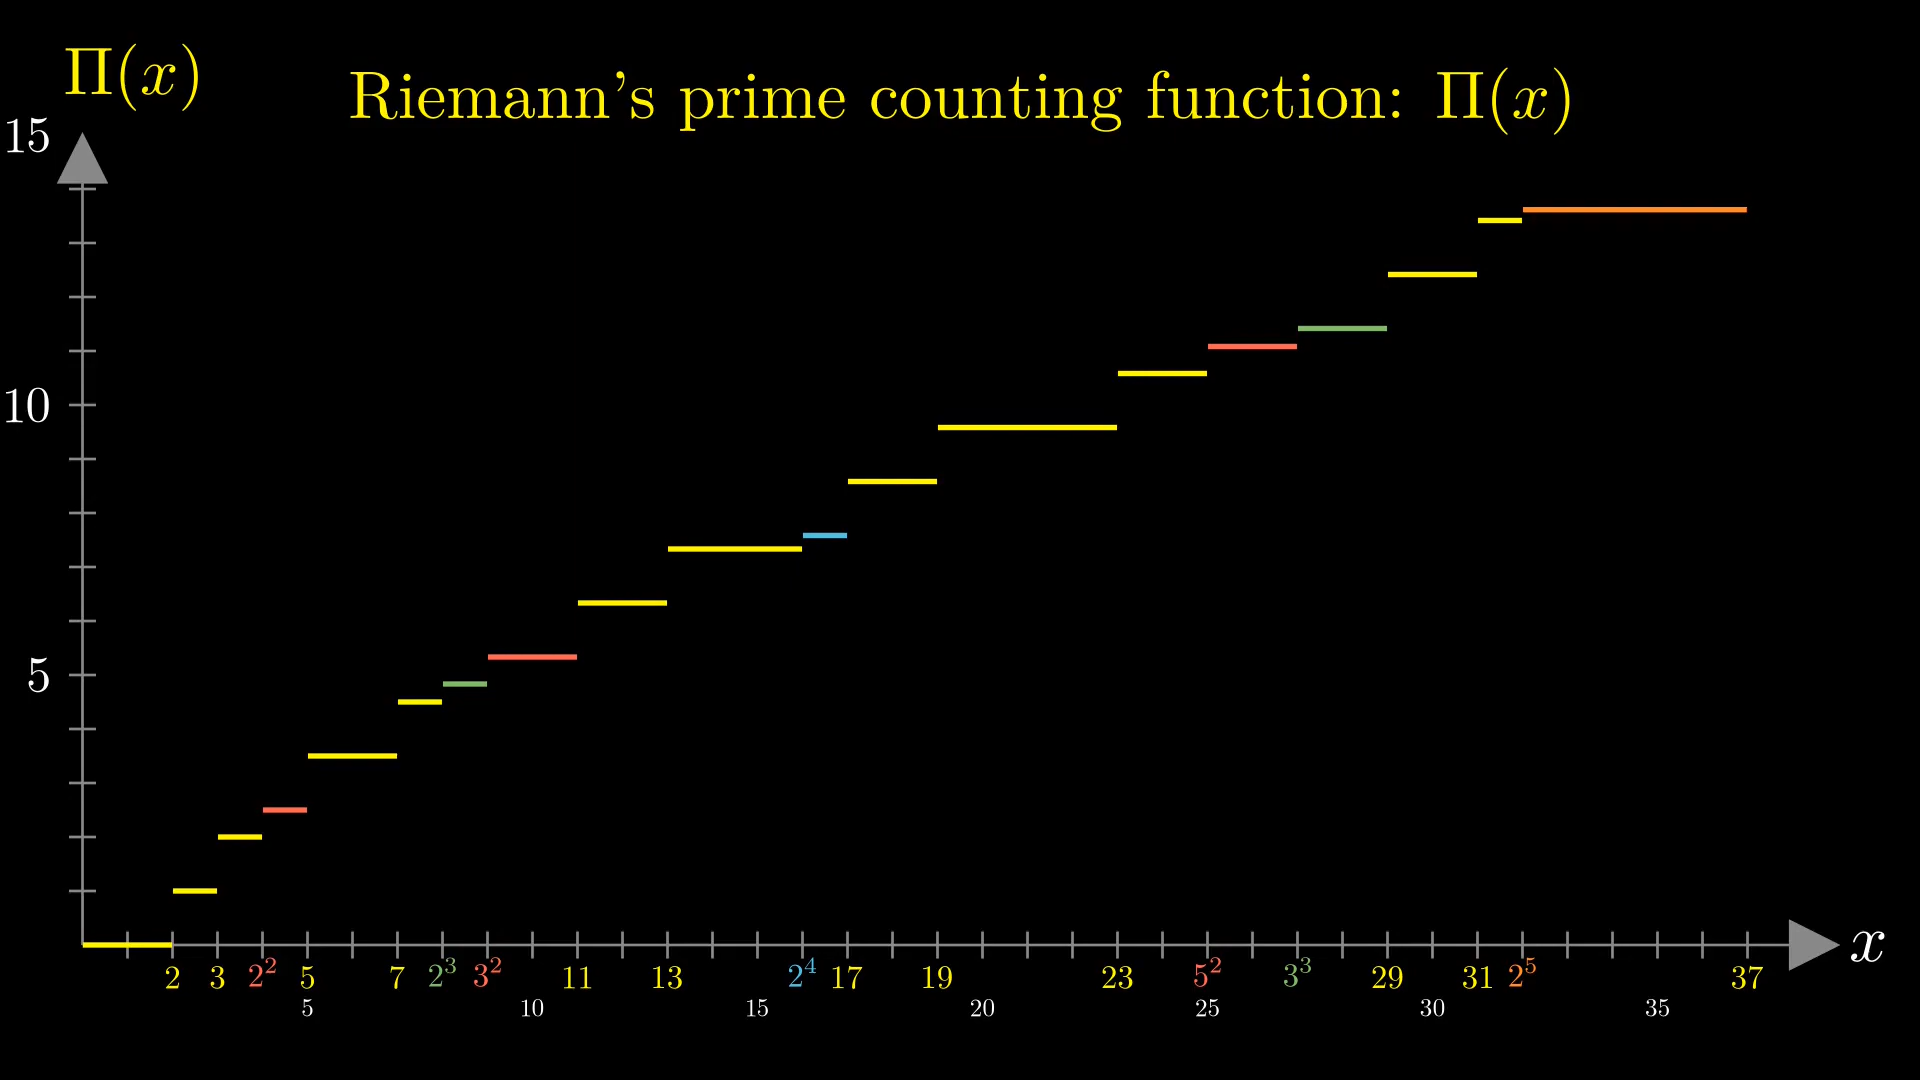 Π(x)
Riemann's prime counting function: Π(x)
15
10
5
x
2 3 2² 5 7 2³ 3² 11 13 2⁴ 17 19 23 5² 3³ 29 31 2⁵ 37
5 10 15 20 25 30 35